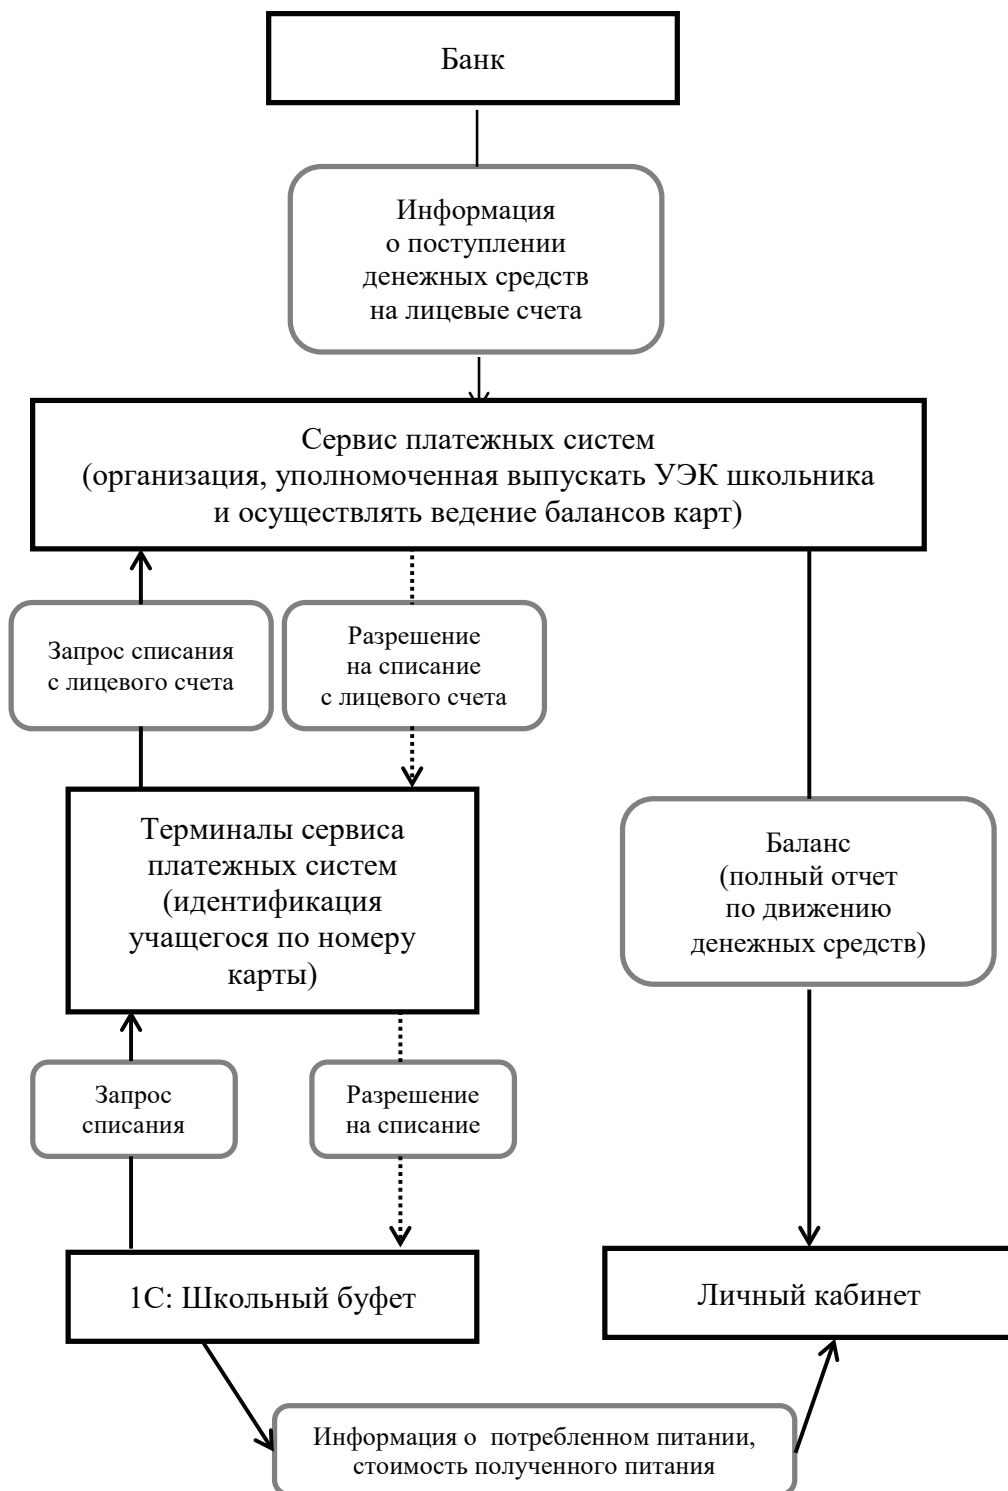 Банк
Информация
о поступлении
денежных средств
на лицевые счета
Сервис платежных систем
(организация, уполномоченная выпускать УЭК школьника
и осуществлять ведение балансов карт)
Запрос списания
с лицевого счета
Разрешение
на списание
с лицевого счета
Терминалы сервиса
платежных систем
(идентификация
учащегося по номеру
карты)
Баланс
(полный отчет
по движению
денежных средств)
Запрос
списания
Разрешение
на списание
1С: Школьный буфет
Личный кабинет
Информация о  потребленном питании,
стоимость полученного питания